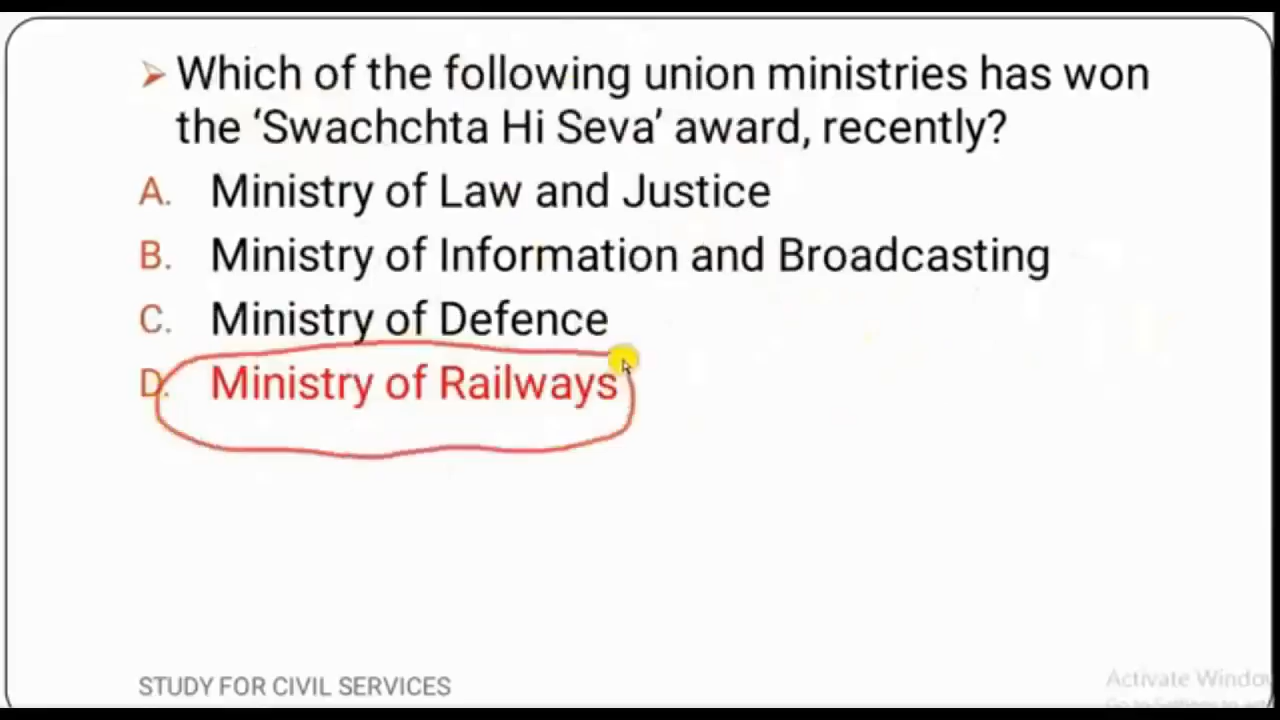 Which of the following union ministries has won
the ‘Swachchta Hi Seva’ award, recently?
A. Ministry of Law and Justice
B. Ministry of Information and Broadcasting
C. Ministry of Defence
D. Ministry of Railways
STUDY FOR CIVIL SERVICES
Activate Window